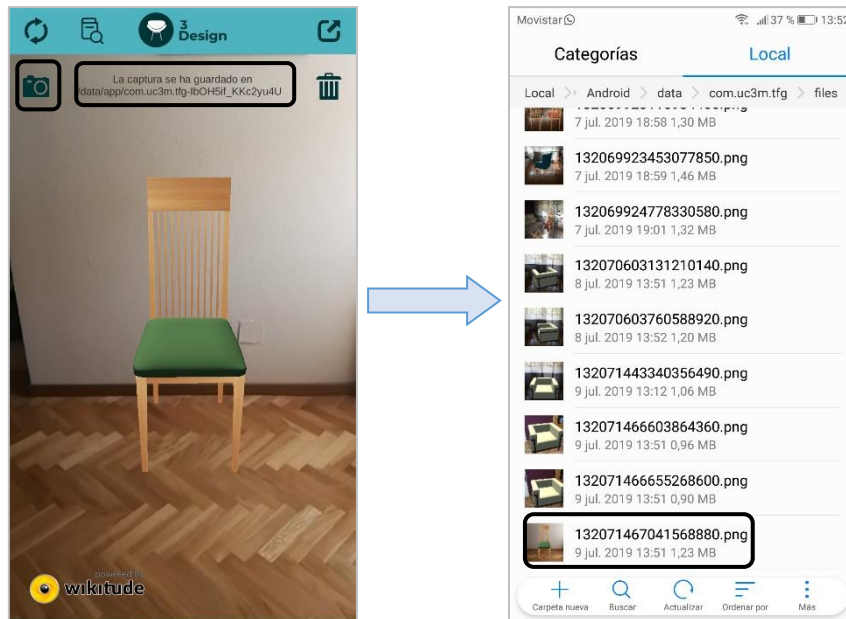 3
Design
La captura se ha guardado en
/data/app/com.uc3m.tfg-IbOH5if_KKc2yu4U
powered by
wikitude
Movistar 37 % 13:52
Categorías Local
Local Android data com.uc3m.tfg files
7 jul. 2019 18:58 1,30 MB
132069923453077850.png
7 jul. 2019 18:59 1,46 MB
132069924778330580.png
7 jul. 2019 19:01 1,32 MB
132070603131210140.png
8 jul. 2019 13:51 1,23 MB
132070603760588920.png
8 jul. 2019 13:52 1,20 MB
132071443340356490.png
9 jul. 2019 13:12 1,06 MB
132071466603864360.png
9 jul. 2019 13:51 0,96 MB
132071466655268600.png
9 jul. 2019 13:51 0,90 MB
132071467041568880.png
9 jul. 2019 13:51 1,23 MB
Carpeta nueva Buscar Actualizar Ordenar por Más